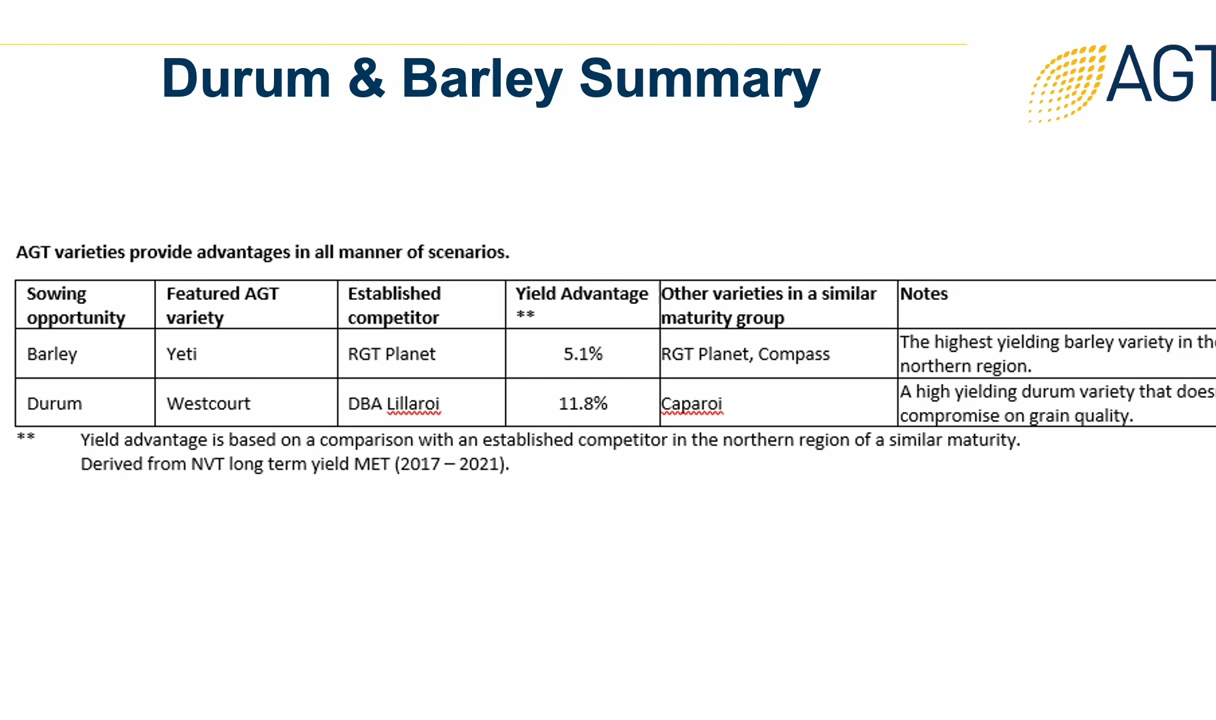 Durum & Barley Summary
AGT
AGT varieties provide advantages in all manner of scenarios.
Sowing opportunity
Featured AGT variety
Established competitor
Yield Advantage **
Other varieties in a similar maturity group
Notes
Barley
Yeti
RGT Planet
5.1%
RGT Planet, Compass
The highest yielding barley variety in
northern region.
Durum
Westcourt
DBA Lillaroi
11.8%
Caparoi
A high yielding durum variety that does
compromise on grain quality.
** Yield advantage is based on a comparison with an established competitor in the northern region of a similar maturity.
Derived from NVT long term yield MET (2017 – 2021).